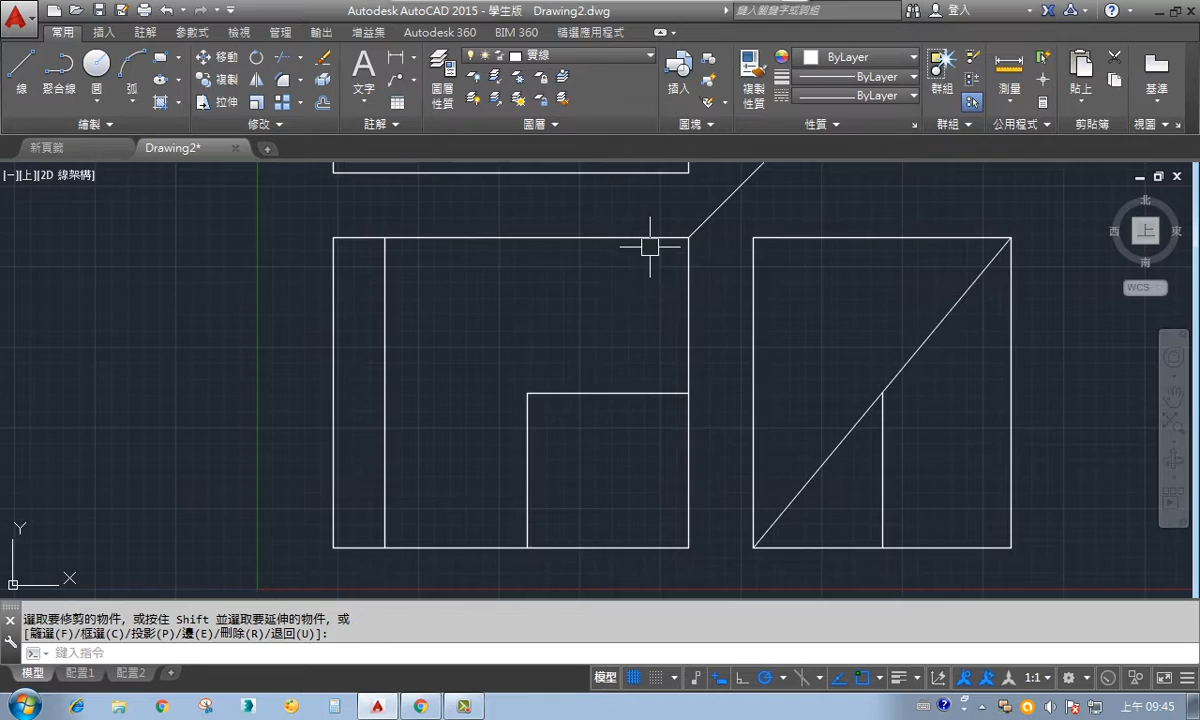 Autodesk AutoCAD 2015 - 學生版 Drawing2.dwg
鍵入關鍵字或詞組
登入
常用 插入 註解 參數式 檢視 管理 輸出 增益集 Autodesk 360 BIM 360 精選應用程式
實線
ByLayer
ByLayer
ByLayer
移動
複製
拉伸
線 聚合線 圓 弧 文字 圖層性質 插入 複製性質 群組 測量 貼上 基準
繪製 修改 註解 圖層 圖塊 性質 群組 公用程式 剪貼簿 視圖
新頁籤 Drawing2*
[−][上][2D 線架構]
北
西 上 東
南
WCS
Y
X
選取要修剪的物件, 或按住 Shift 並選取要延伸的物件, 或
[籬選(F)/框選(C)/投影(P)/邊(E)/刪除(R)/退回(U)]:
鍵入指令
模型 配置1 配置2
模型 1:1
上午 09:45